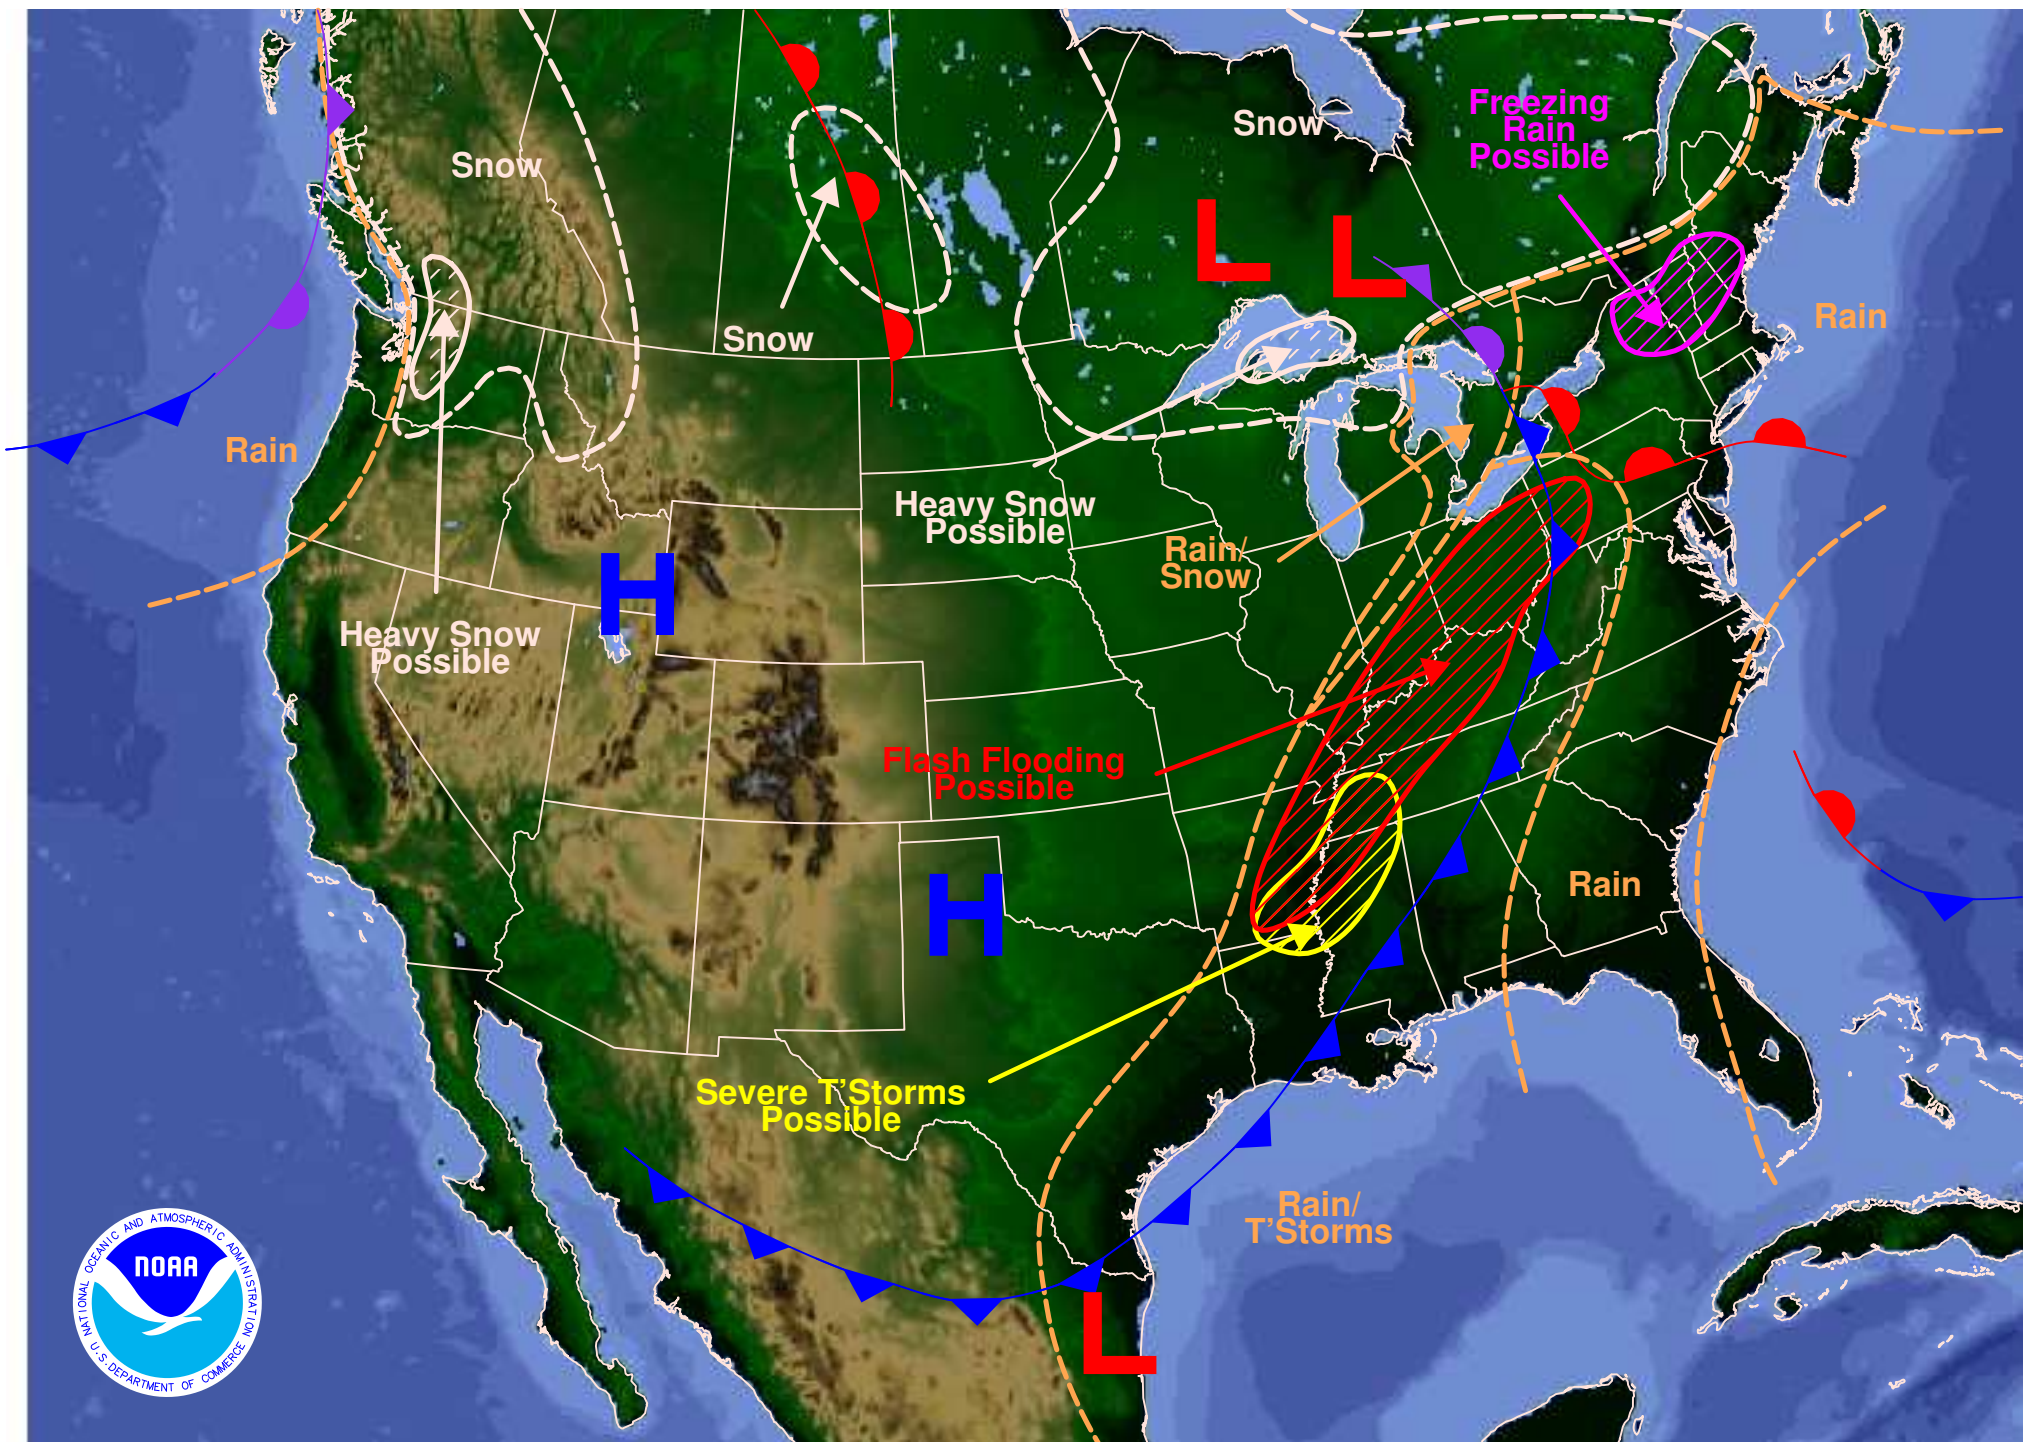 Freezing
Rain
Possible
Snow
Snow
L
L
Rain
Snow
Rain
Heavy Snow
Possible
Rain/
Snow
H
Heavy Snow
Possible
Flash Flooding
Possible
H
Rain
Severe T'Storms
Possible
Rain/
T'Storms
L
NATIONAL OCEANIC AND ATMOSPHERIC ADMINISTRATION
NOAA
U.S. DEPARTMENT OF COMMERCE